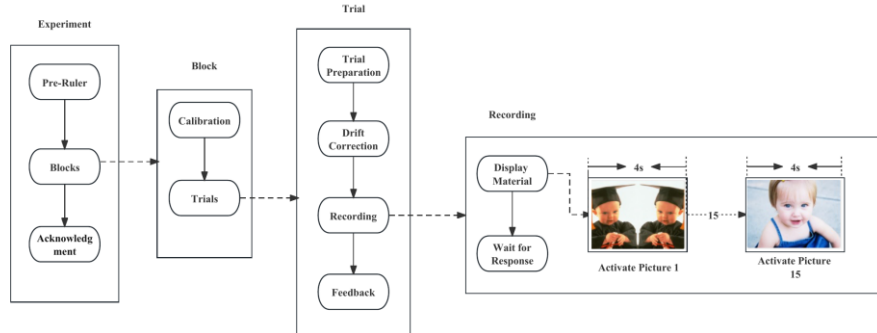 Experiment
Pre-Ruler
Blocks
Acknowledg
ment
Block
Calibration
Trials
Trial
Trial
Preparation
Drift
Correction
Recording
Feedback
Recording
Display
Material
Wait for
Response
4s
Activate Picture 1
15
4s
Activate Picture
15